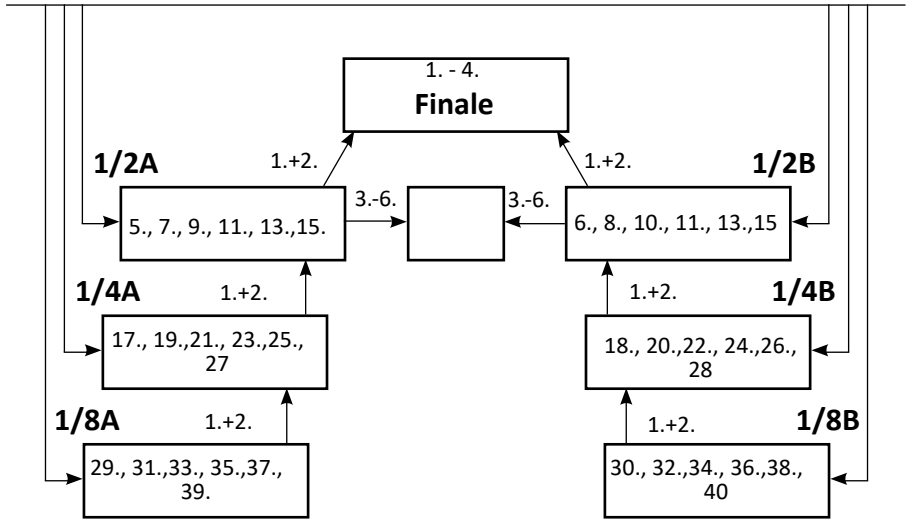 1. - 4.
Finale
1/2A
1.+2.
1.+2.
1/2B
5., 7., 9., 11., 13.,15.
3.-6.
3.-6.
6., 8., 10., 11., 13.,15
1/4A
1.+2.
1.+2.
1/4B
17., 19.,21., 23.,25.,
27
18., 20.,22., 24.,26.,
28
1/8A
1.+2.
1.+2.
1/8B
29., 31.,33., 35.,37.,
39.
30., 32.,34., 36.,38.,
40